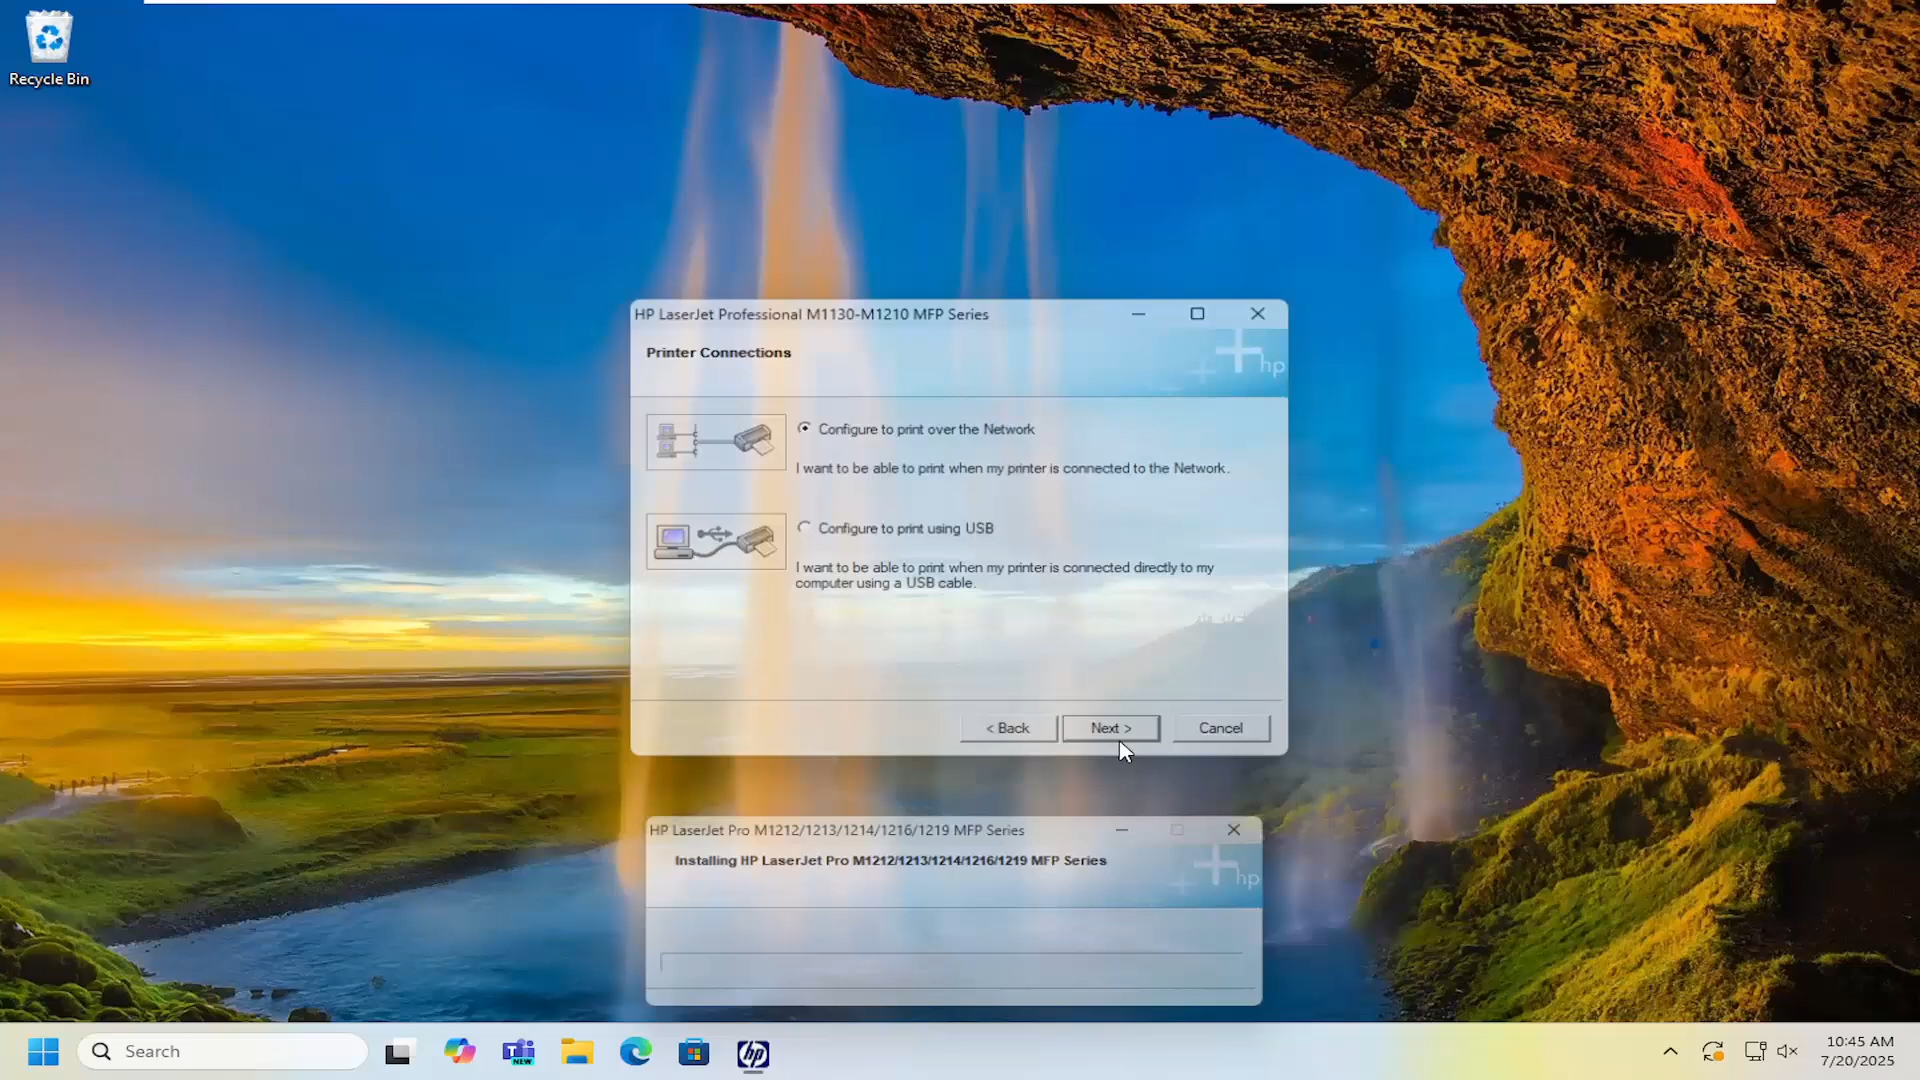 Recycle Bin
HP LaserJet Professional M1130-M1210 MFP Series
Printer Connections
hp
Configure to print over the Network
I want to be able to print when my printer is connected to the Network.
Configure to print using USB
I want to be able to print when my printer is connected directly to my
computer using a USB cable.
< Back
Next >
Cancel
HP LaserJet Pro M1212/1213/1214/1216/1219 MFP Series
Installing HP LaserJet Pro M1212/1213/1214/1216/1219 MFP Series
hp
Search
T
NEW
hp
10:45 AM
7/20/2025